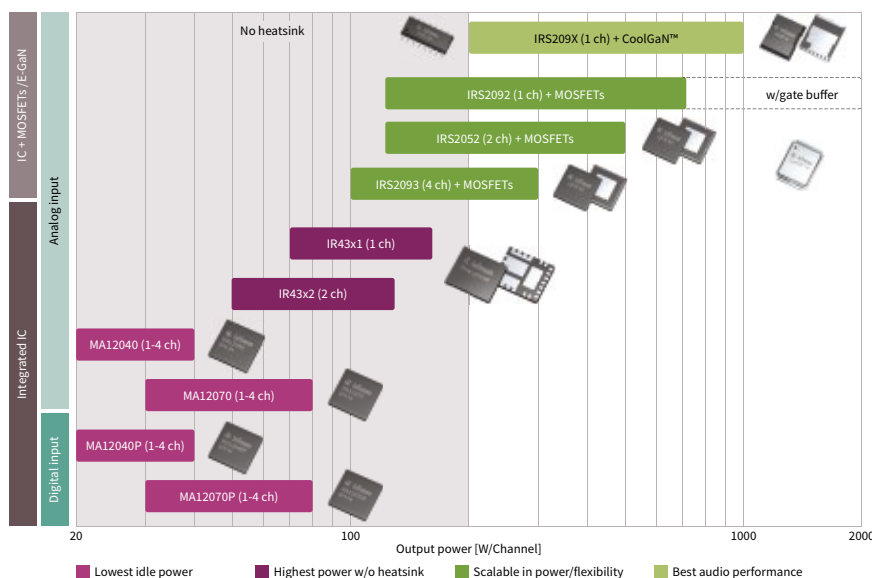 IC + MOSFETs /E-GaN
Integrated IC
Analog input
Digital input
No heatsink
IRS209X (1 ch) + CoolGaN™
IRS2092 (1 ch) + MOSFETs
w/gate buffer
IRS2052 (2 ch) + MOSFETs
IRS2093 (4 ch) + MOSFETs
IR43x1 (1 ch)
IR43x2 (2 ch)
MA12040 (1-4 ch)
MA12070 (1-4 ch)
MA12040P (1-4 ch)
MA12070P (1-4 ch)
20 100 1000 2000
Output power [W/Channel]
Lowest idle power Highest power w/o heatsink Scalable in power/flexibility Best audio performance